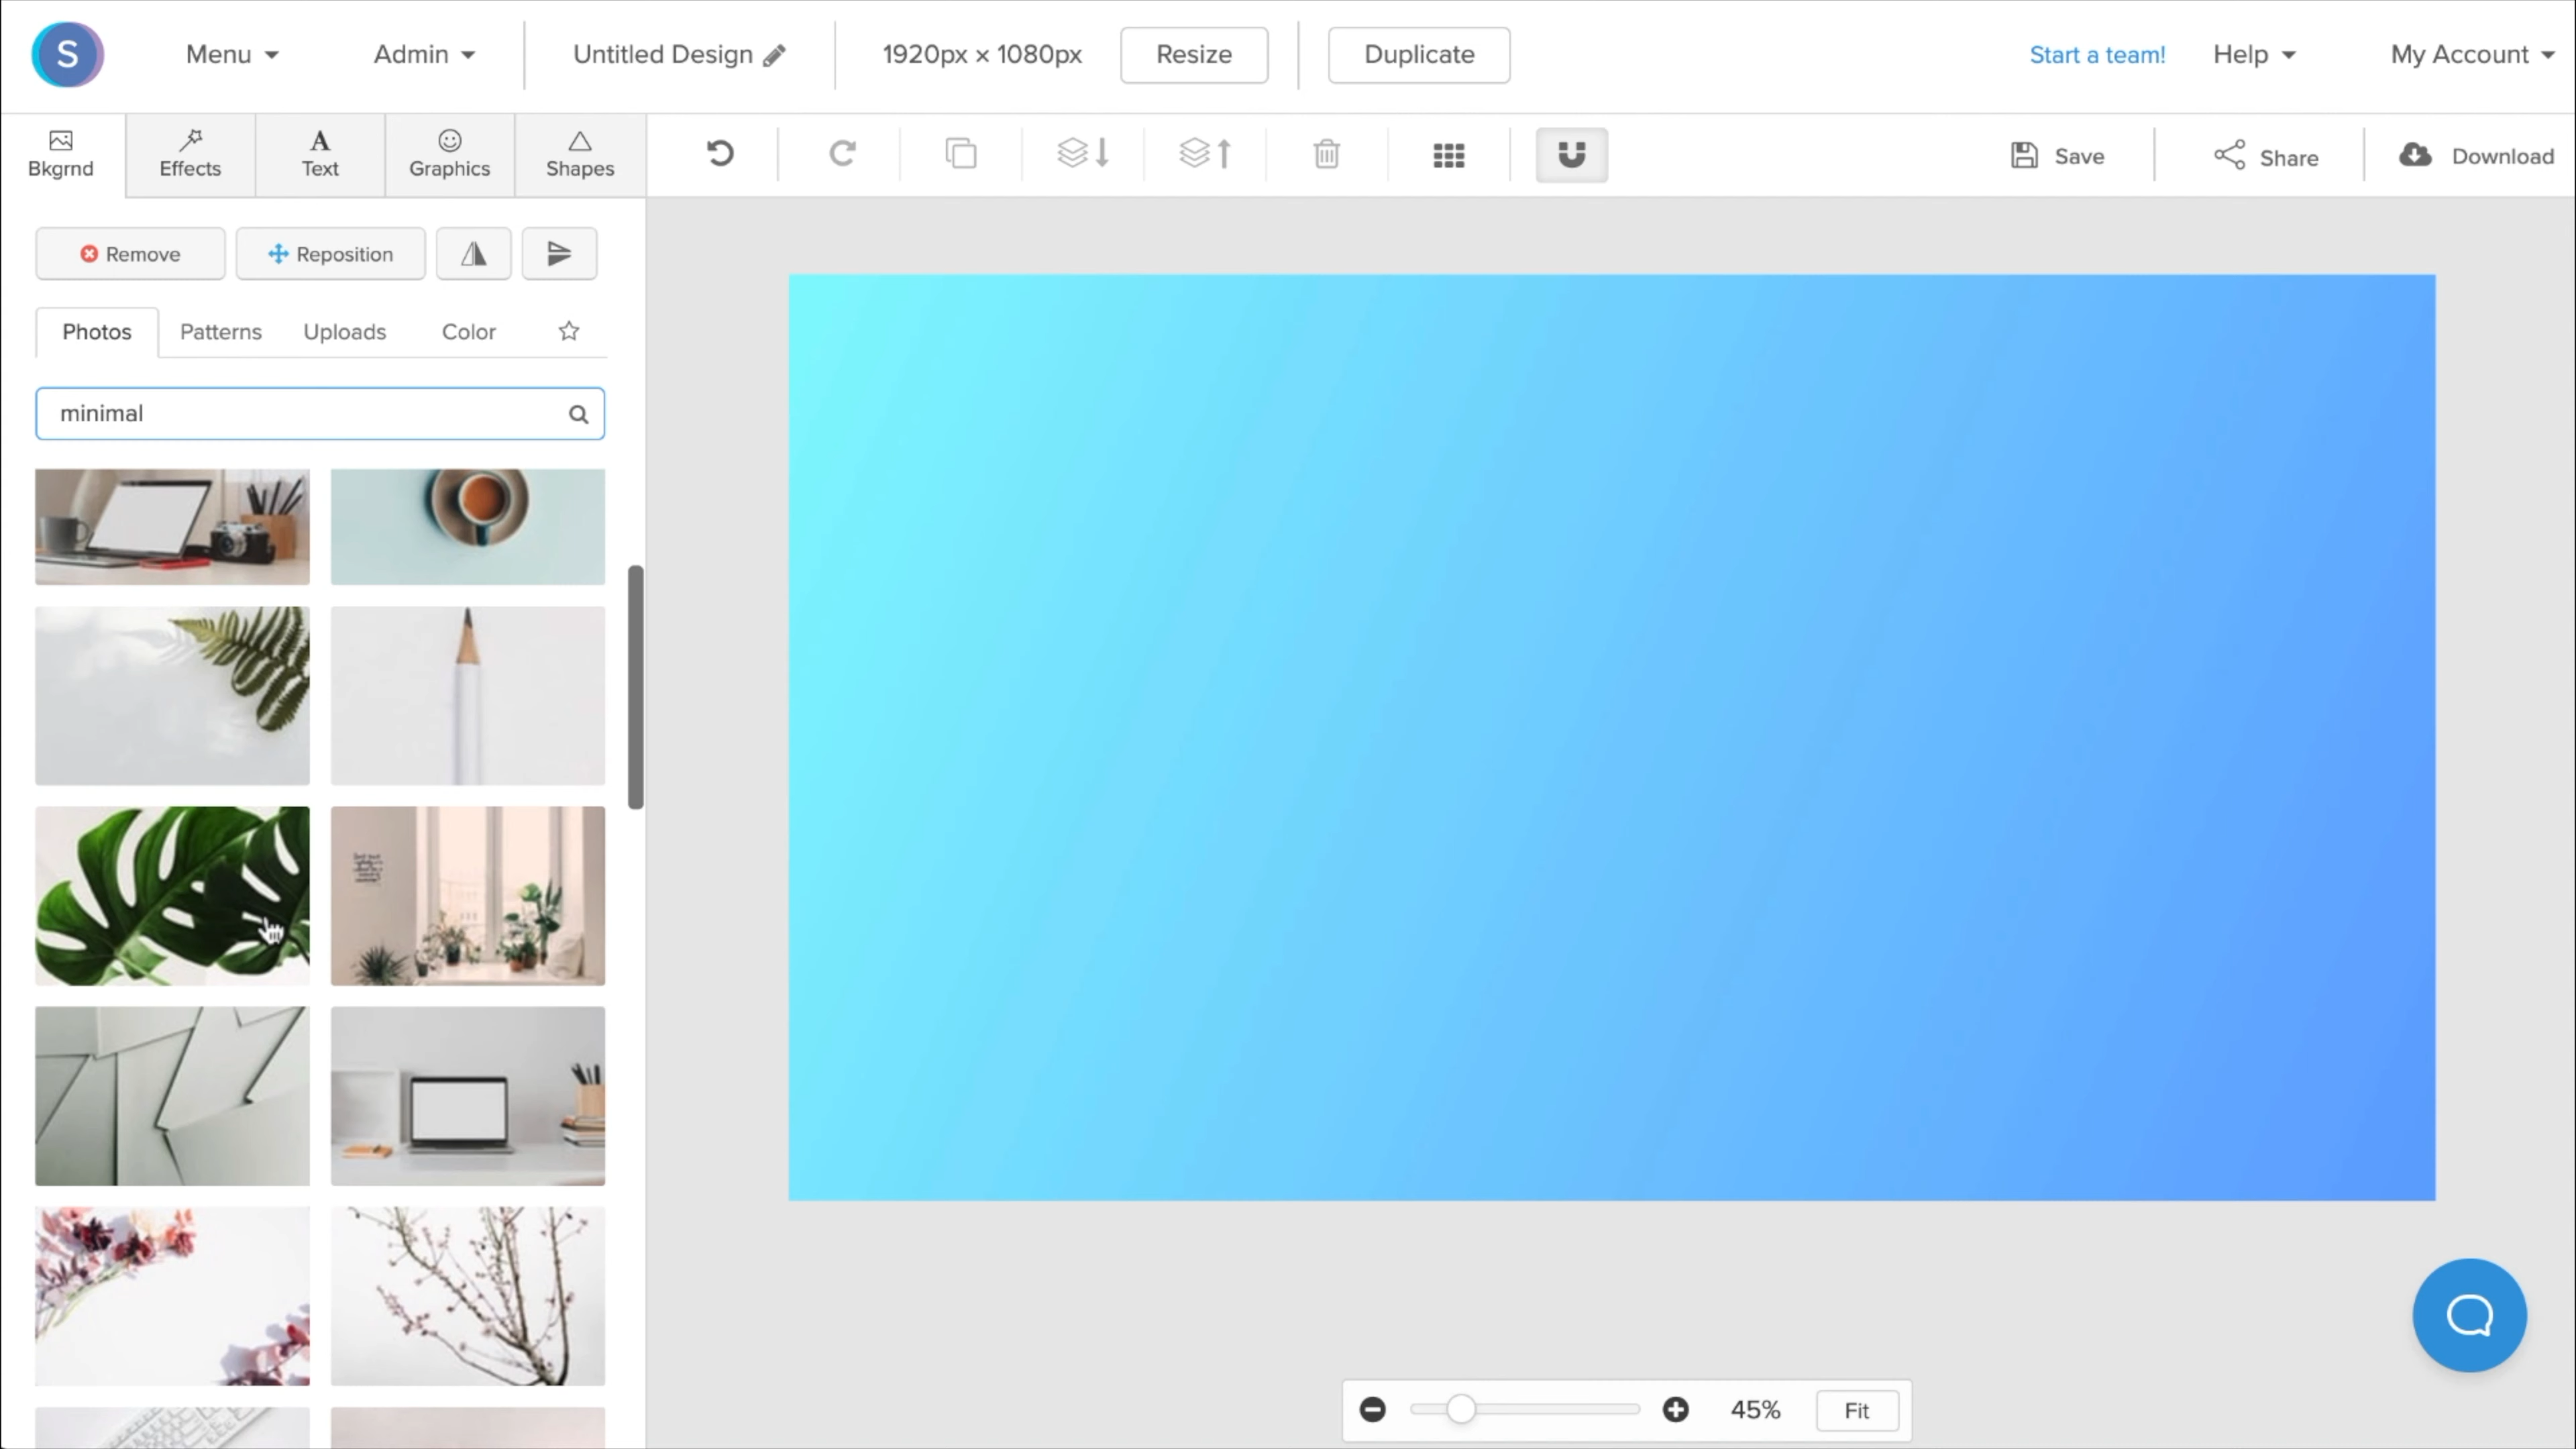 S
Menu
Admin
Untitled Design
1920px × 1080px
Resize
Duplicate
Start a team!
Help
My Account
Bkgrnd
Effects
Text
Graphics
Shapes
Save
Share
Download
Remove
Reposition
Photos
Patterns
Uploads
Color
minimal
45%
Fit